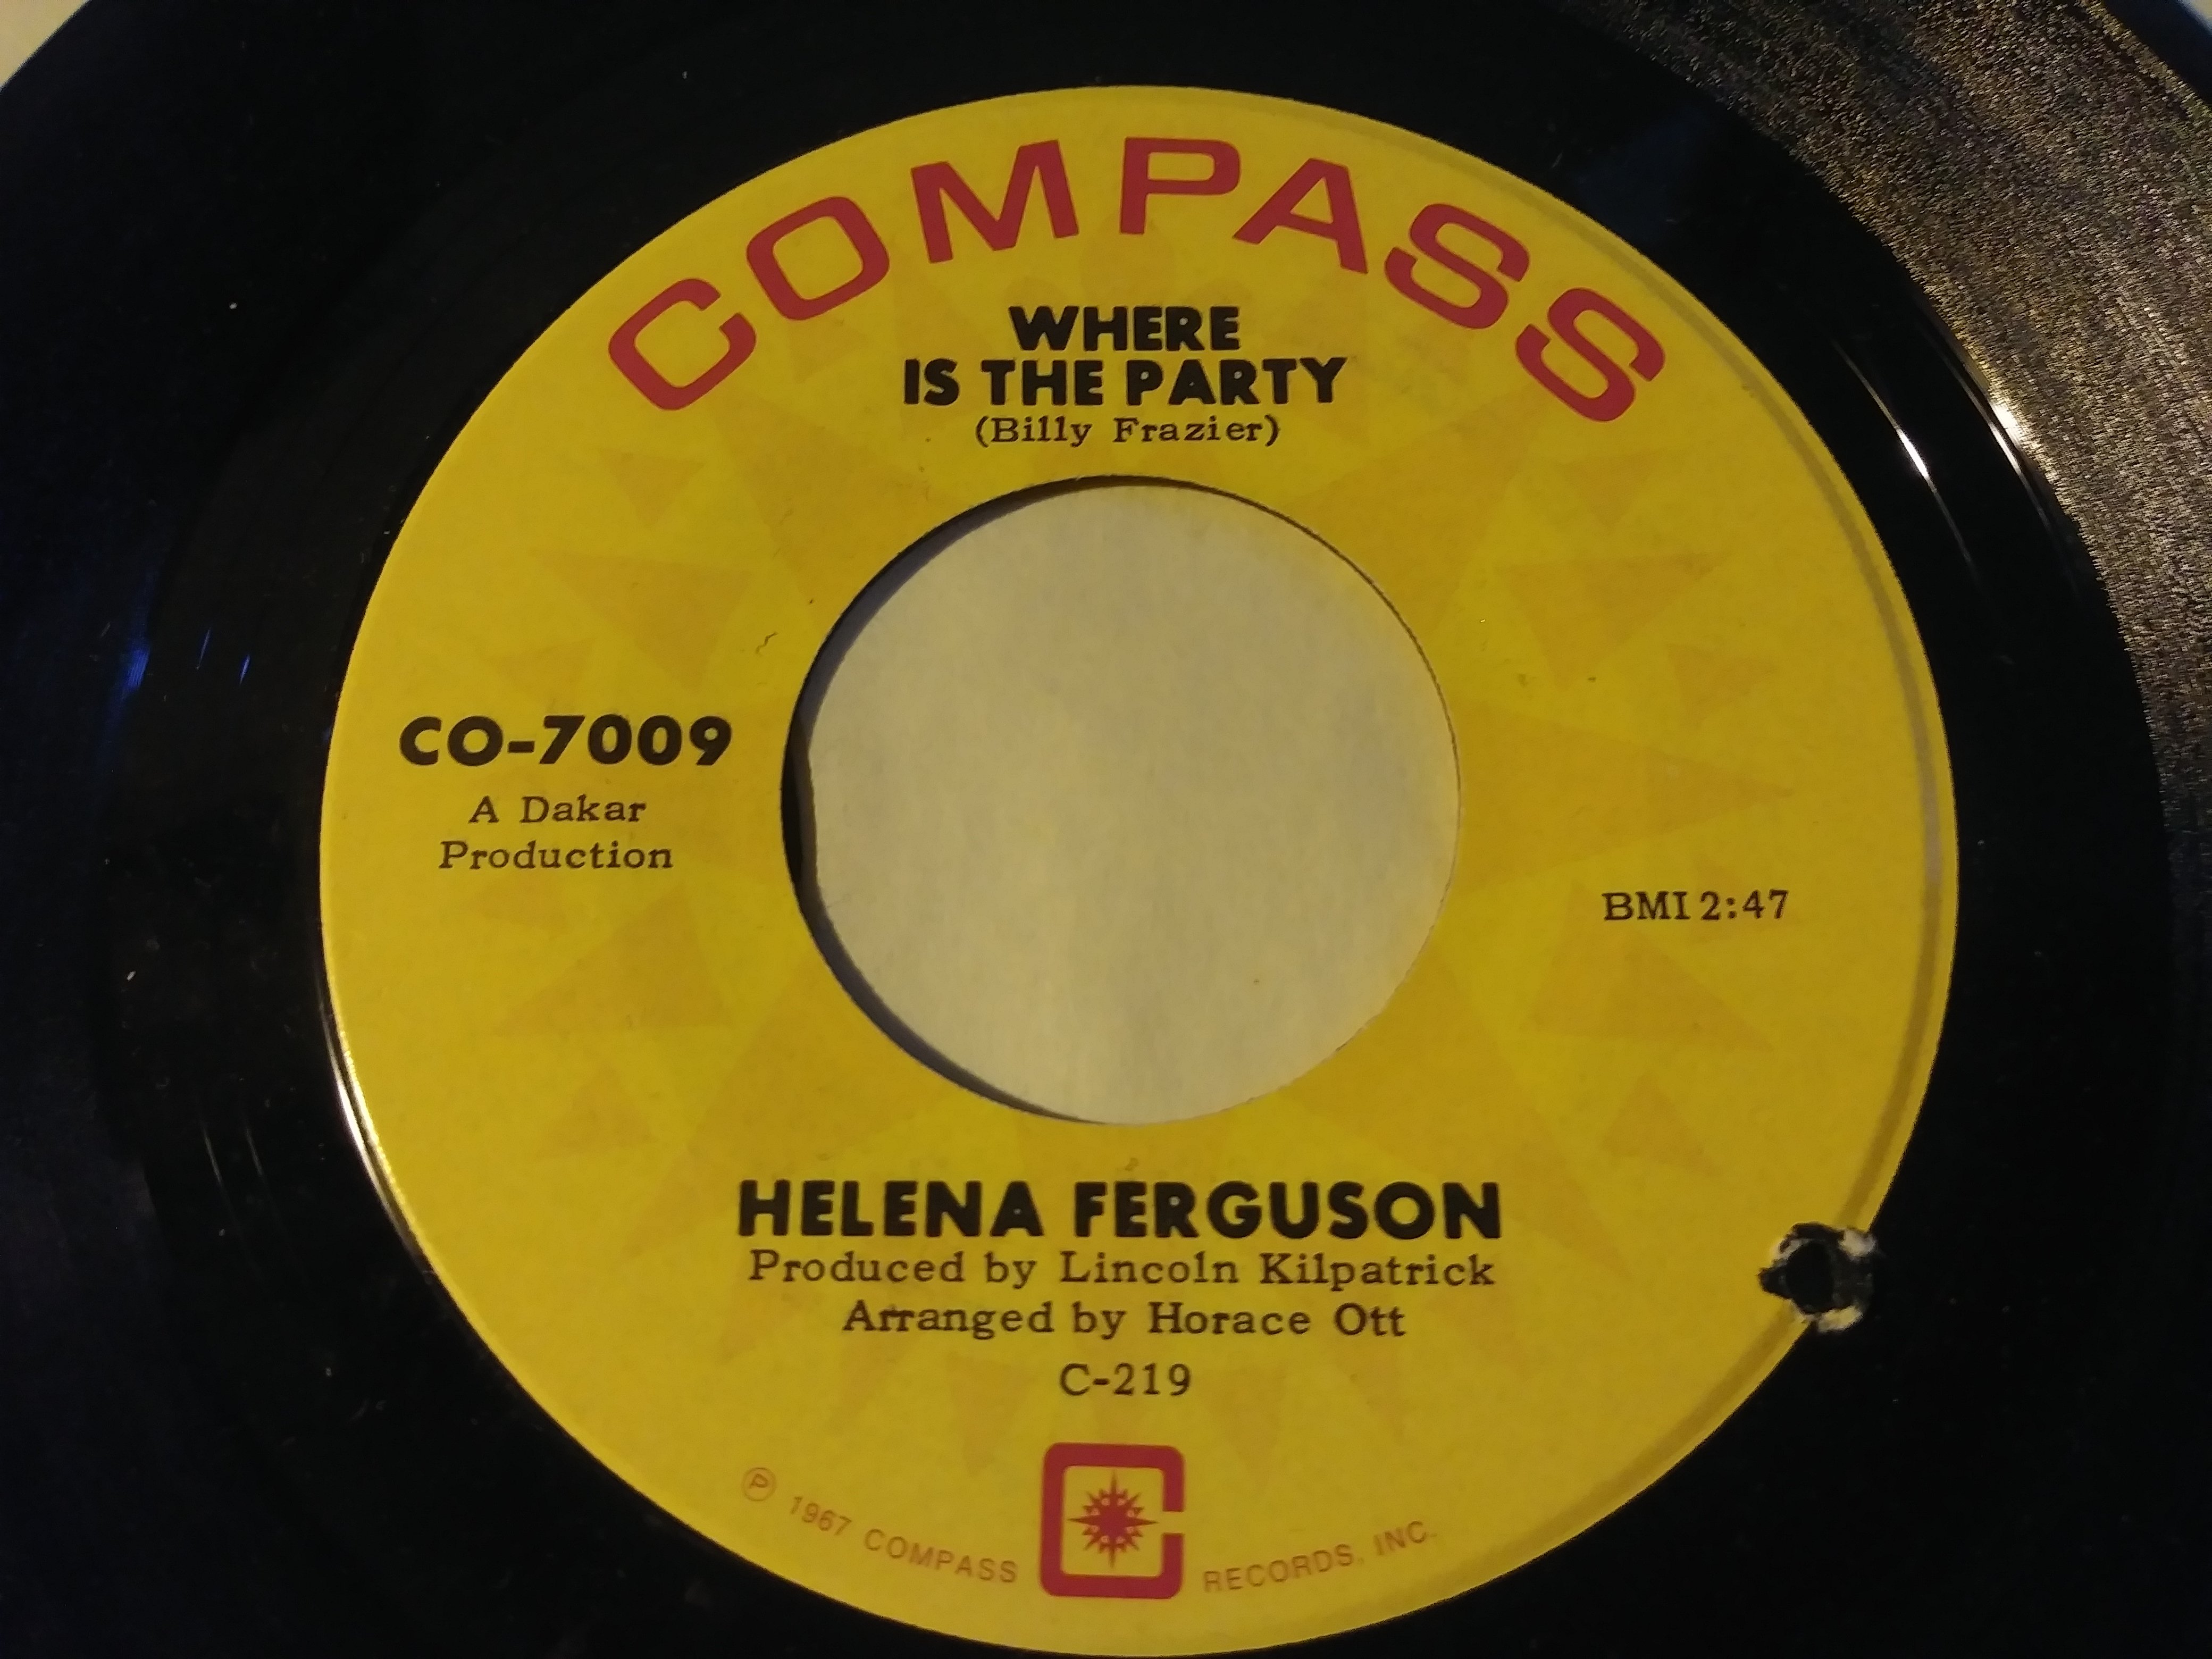 COMPASS
WHERE
IS THE PARTY
(Billy Frazier)
CO-7009
A Dakar
Production
BMI 2:47
HELENA FERGUSON
Produced by Lincoln Kilpatrick
Arranged by Horace Ott
C-219
℗ 1967 COMPASS RECORDS, INC.